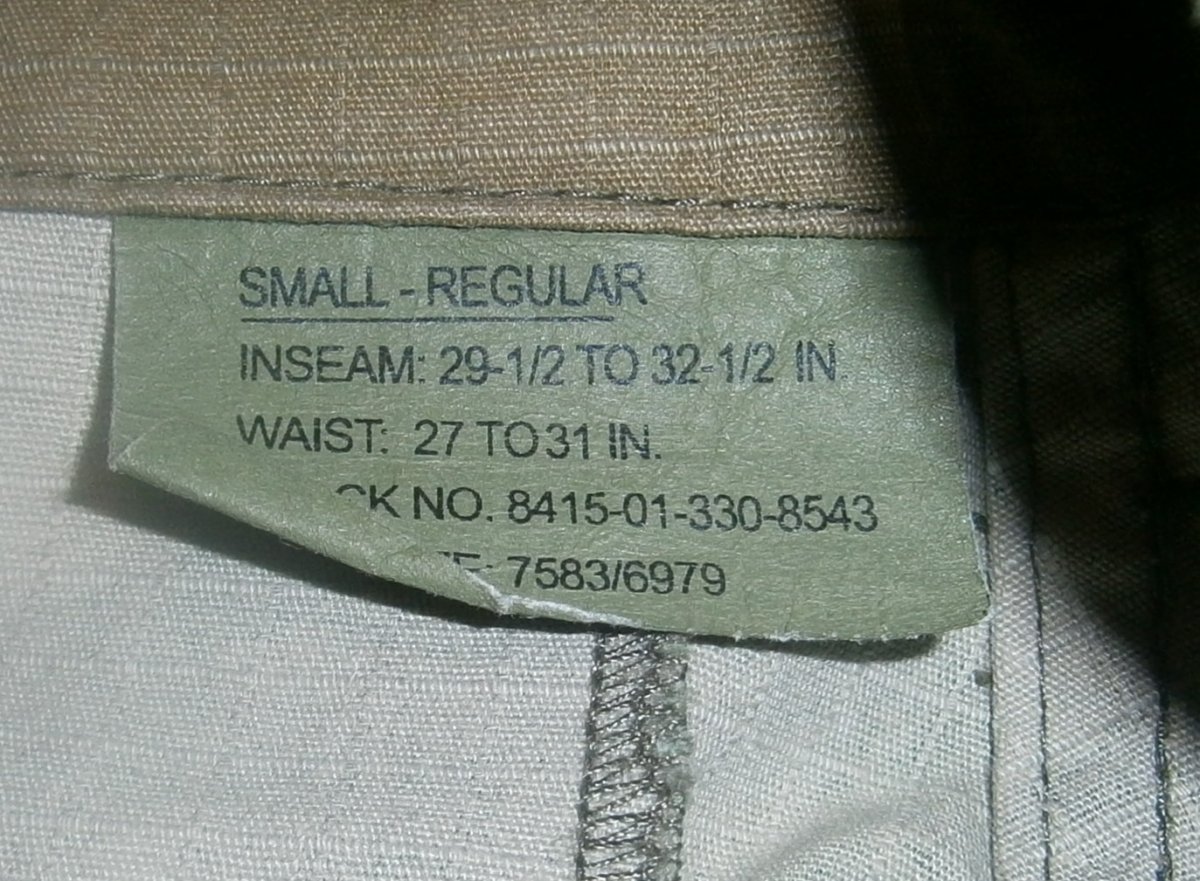 SMALL - REGULAR
INSEAM: 29-1/2 TO 32-1/2 IN.
WAIST: 27 TO 31 IN.
CK NO. 8415-01-330-8543
E: 7583/6979